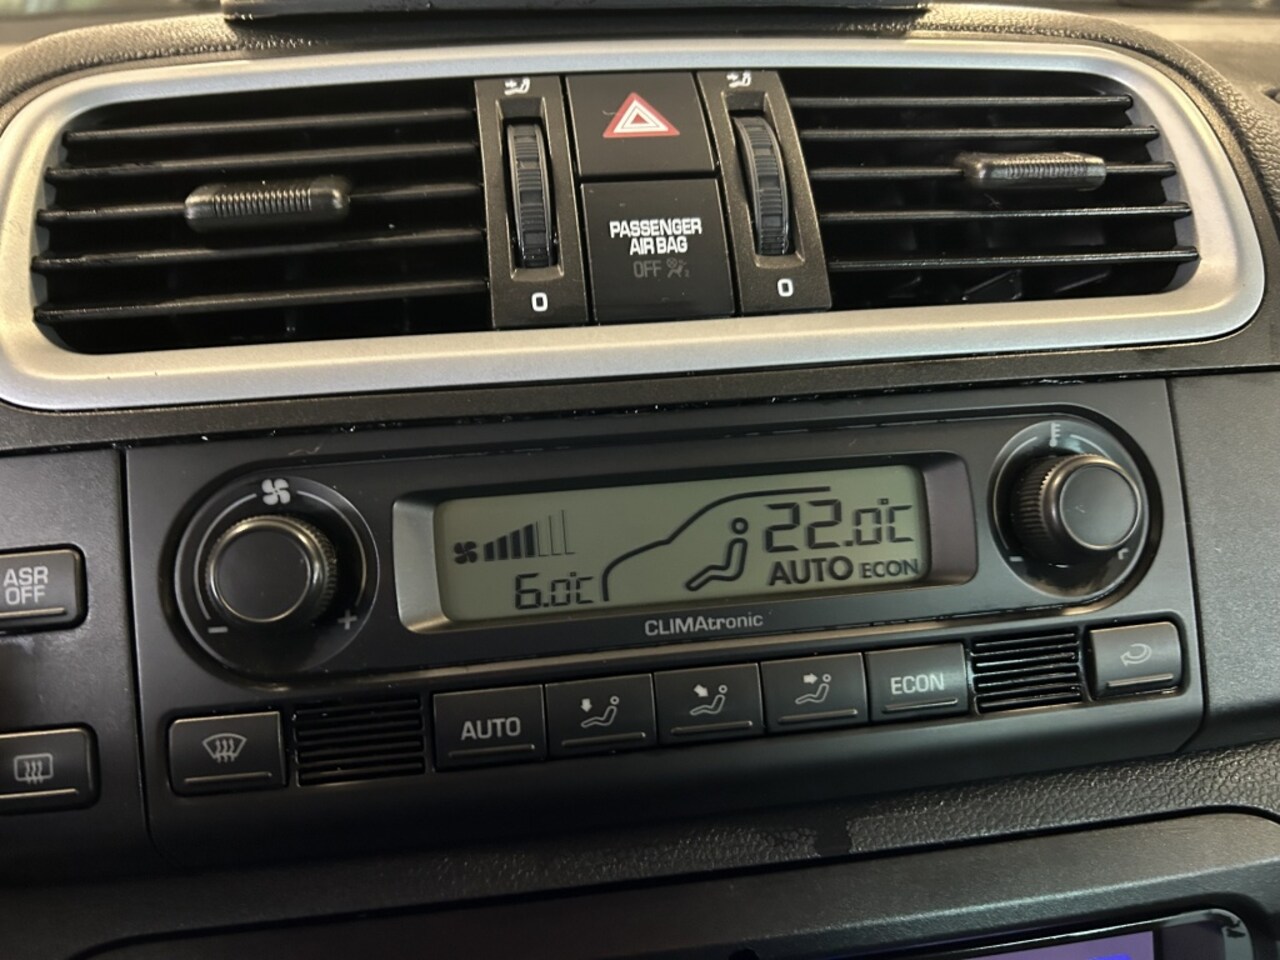 PASSENGER
AIR BAG
OFF
0
0
22.0°C
6.0°C
AUTO ECON
CLIMAtronic
- +
-
ASR
OFF
AUTO
ECON